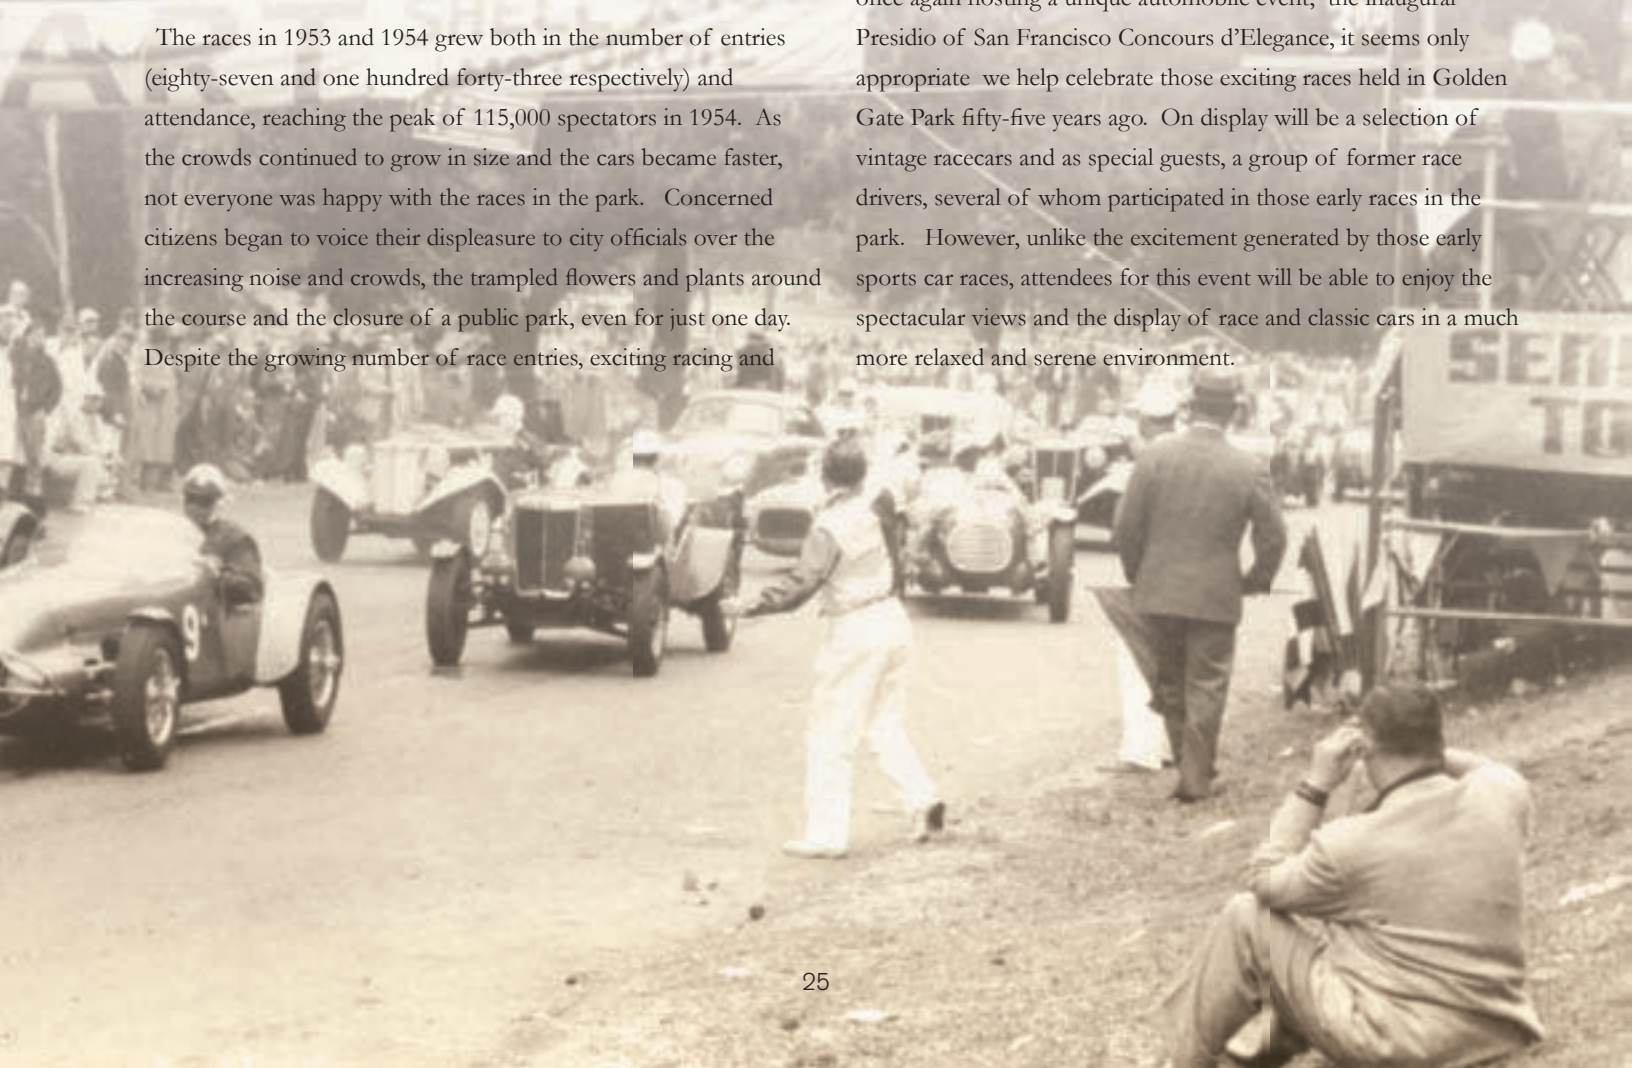 The races in 1953 and 1954 grew both in the number of entries
(eighty-seven and one hundred forty-three respectively) and
attendance, reaching the peak of 115,000 spectators in 1954. As
the crowds continued to grow in size and the cars became faster,
not everyone was happy with the races in the park. Concerned
citizens began to voice their displeasure to city officials over the
increasing noise and crowds, the trampled flowers and plants around
the course and the closure of a public park, even for just one day.
Despite the growing number of race entries, exciting racing and
once again hosting a unique automobile event, the inaugural
Presidio of San Francisco Concours d’Elegance, it seems only
appropriate we help celebrate those exciting races held in Golden
Gate Park fifty-five years ago. On display will be a selection of
vintage racecars and as special guests, a group of former race
drivers, several of whom participated in those early races in the
park. However, unlike the excitement generated by those early
sports car races, attendees for this event will be able to enjoy the
spectacular views and the display of race and classic cars in a much
more relaxed and serene environment.
9
25